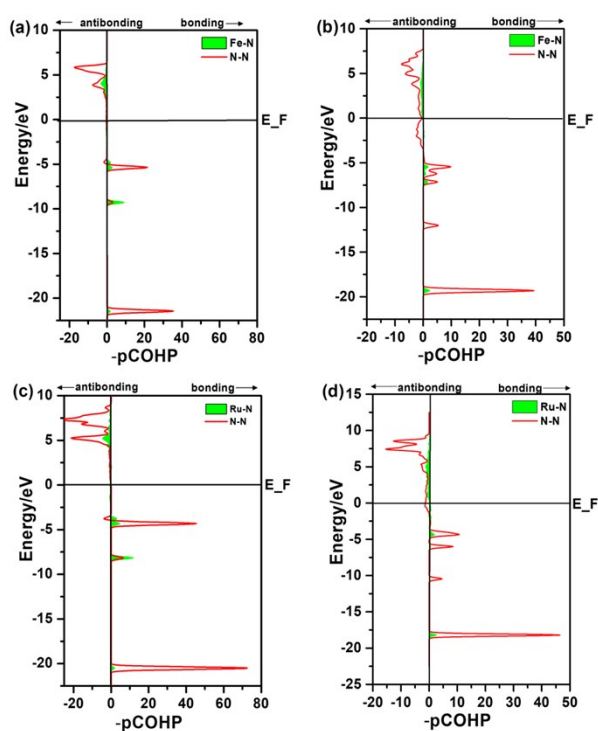 (a)
antibonding bonding
Fe-N
N-N
Energy/eV
10
5
0
-5
-10
-15
-20
E_F
-20 0 20 40 60 80
-pCOHP
(b)
antibonding bonding
Fe-N
N-N
Energy/eV
10
5
0
-5
-10
-15
-20
E_F
-20 -10 0 10 20 30 40 50
-pCOHP
(c)
antibonding bonding
Ru-N
N-N
Energy/eV
10
5
0
-5
-10
-15
-20
E_F
-20 0 20 40 60 80
-pCOHP
(d)
antibonding bonding
Ru-N
N-N
Energy/eV
15
10
5
0
-5
-10
-15
-20
-25
E_F
-20 -10 0 10 20 30 40 50
-pCOHP